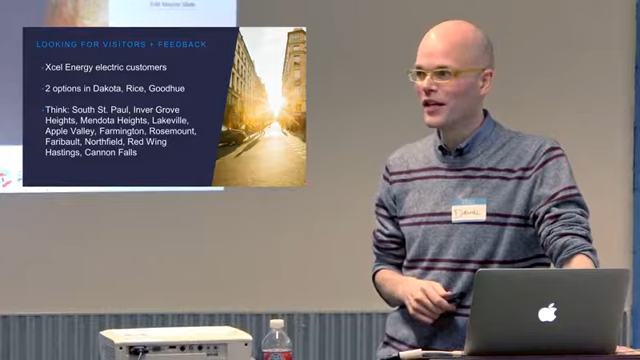 Edit Master Slide
LOOKING FOR VISITORS + FEEDBACK
· Xcel Energy electric customers
· 2 options in Dakota, Rice, Goodhue
· Think: South St. Paul, Inver Grove
Heights, Mendota Heights, Lakeville,
Apple Valley, Farmington, Rosemount,
Faribault, Northfield, Red Wing
Hastings, Cannon Falls